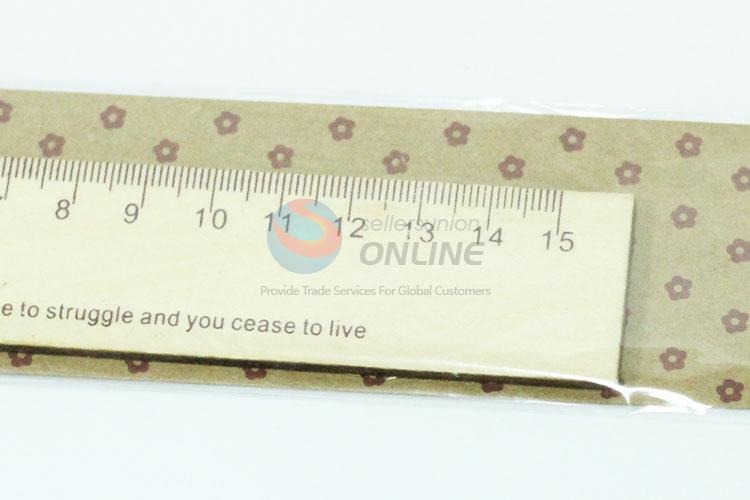 8 9 10 11 12 13 14 15
sellersunion
ONLINE
Provide Trade Services For Global Customers
e to struggle and you cease to live